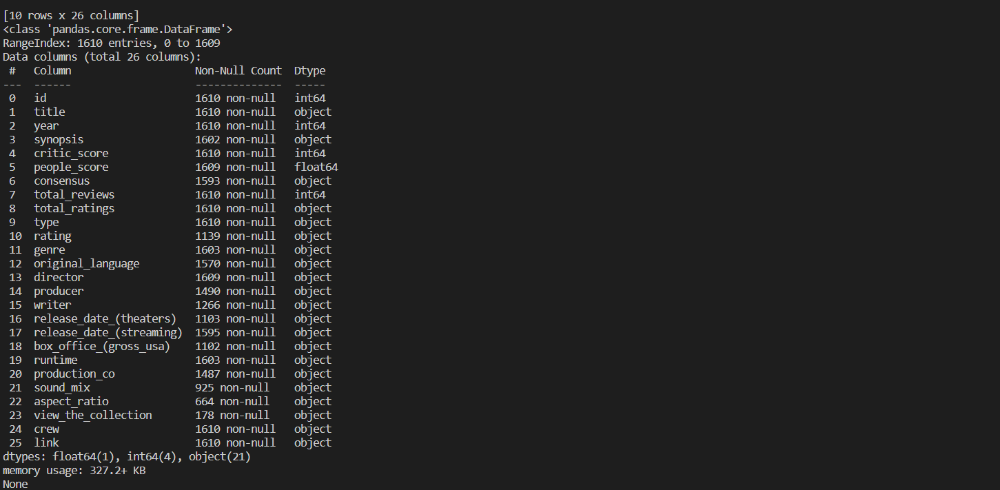 [10 rows x 26 columns]
<class 'pandas.core.frame.DataFrame'>
RangeIndex: 1610 entries, 0 to 1609
Data columns (total 26 columns):
 #   Column                    Non-Null Count  Dtype
---  ------                    --------------  -----
 0   id                        1610 non-null   int64
 1   title                     1610 non-null   object
 2   year                      1610 non-null   int64
 3   synopsis                  1602 non-null   object
 4   critic_score              1610 non-null   int64
 5   people_score              1609 non-null   float64
 6   consensus                 1593 non-null   object
 7   total_reviews             1610 non-null   int64
 8   total_ratings             1610 non-null   object
 9   type                      1610 non-null   object
 10  rating                    1139 non-null   object
 11  genre                     1603 non-null   object
 12  original_language         1570 non-null   object
 13  director                  1609 non-null   object
 14  producer                  1490 non-null   object
 15  writer                    1266 non-null   object
 16  release_date_(theaters)   1103 non-null   object
 17  release_date_(streaming)  1595 non-null   object
 18  box_office_(gross_usa)    1102 non-null   object
 19  runtime                   1603 non-null   object
 20  production_co             1487 non-null   object
 21  sound_mix                 925 non-null    object
 22  aspect_ratio              664 non-null    object
 23  view_the_collection       178 non-null    object
 24  crew                      1610 non-null   object
 25  link                      1610 non-null   object
dtypes: float64(1), int64(4), object(21)
memory usage: 327.2+ KB
None